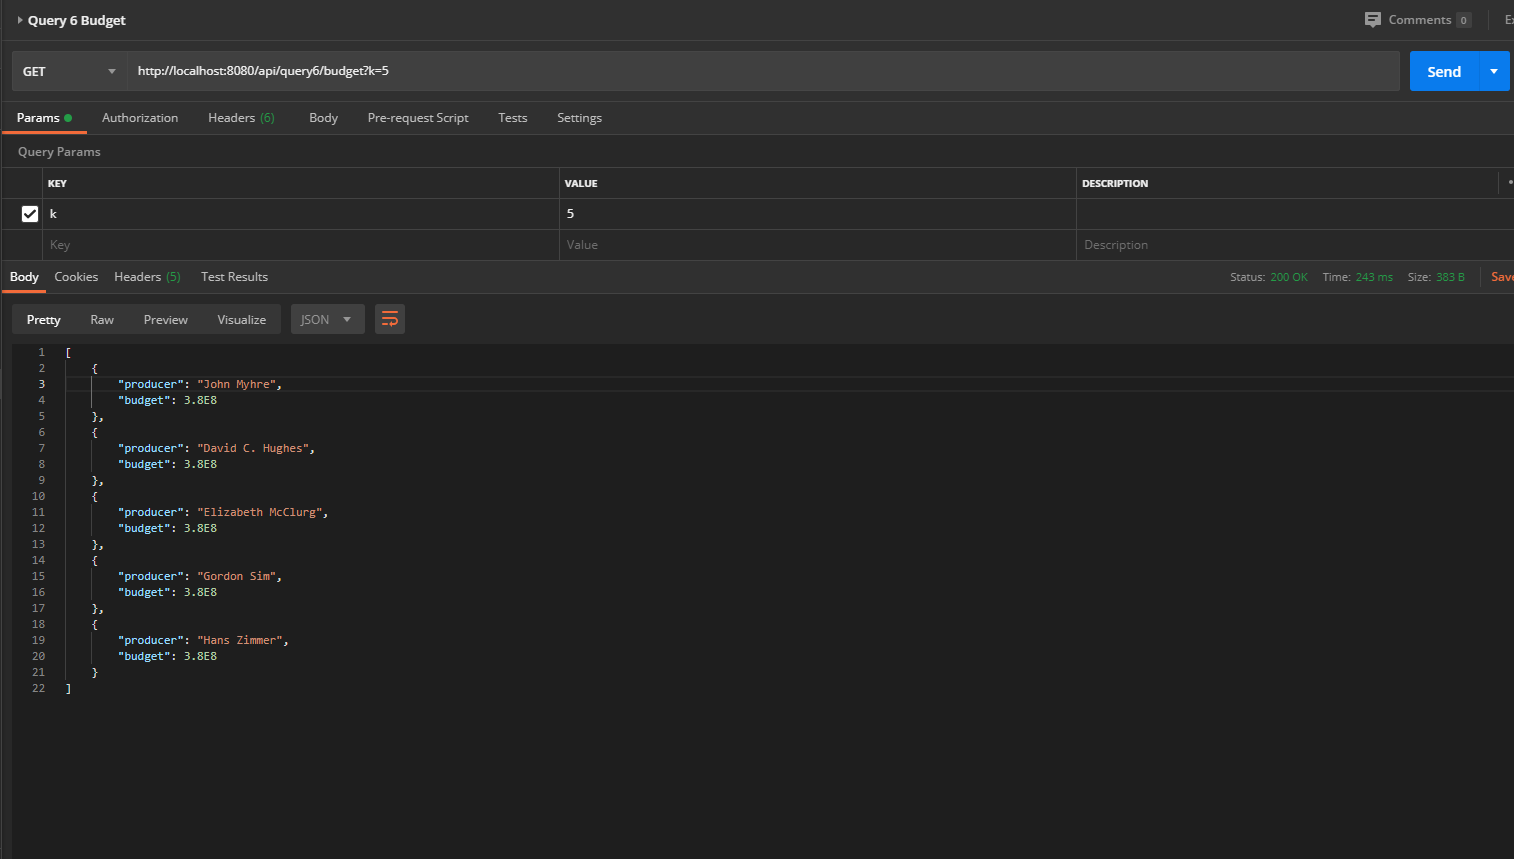 Query 6 Budget
Comments 0
GET http://localhost:8080/api/query6/budget?k=5 Send
Params Authorization Headers (6) Body Pre-request Script Tests Settings
Query Params
KEY VALUE DESCRIPTION
k 5
Key Value Description
Body Cookies Headers (5) Test Results Status: 200 OK Time: 243 ms Size: 383 B
Pretty Raw Preview Visualize JSON
1 [
2 {
3 "producer": "John Myhre",
4 "budget": 3.8E8
5 },
6 {
7 "producer": "David C. Hughes",
8 "budget": 3.8E8
9 },
10 {
11 "producer": "Elizabeth McClurg",
12 "budget": 3.8E8
13 },
14 {
15 "producer": "Gordon Sim",
16 "budget": 3.8E8
17 },
18 {
19 "producer": "Hans Zimmer",
20 "budget": 3.8E8
21 }
22 ]